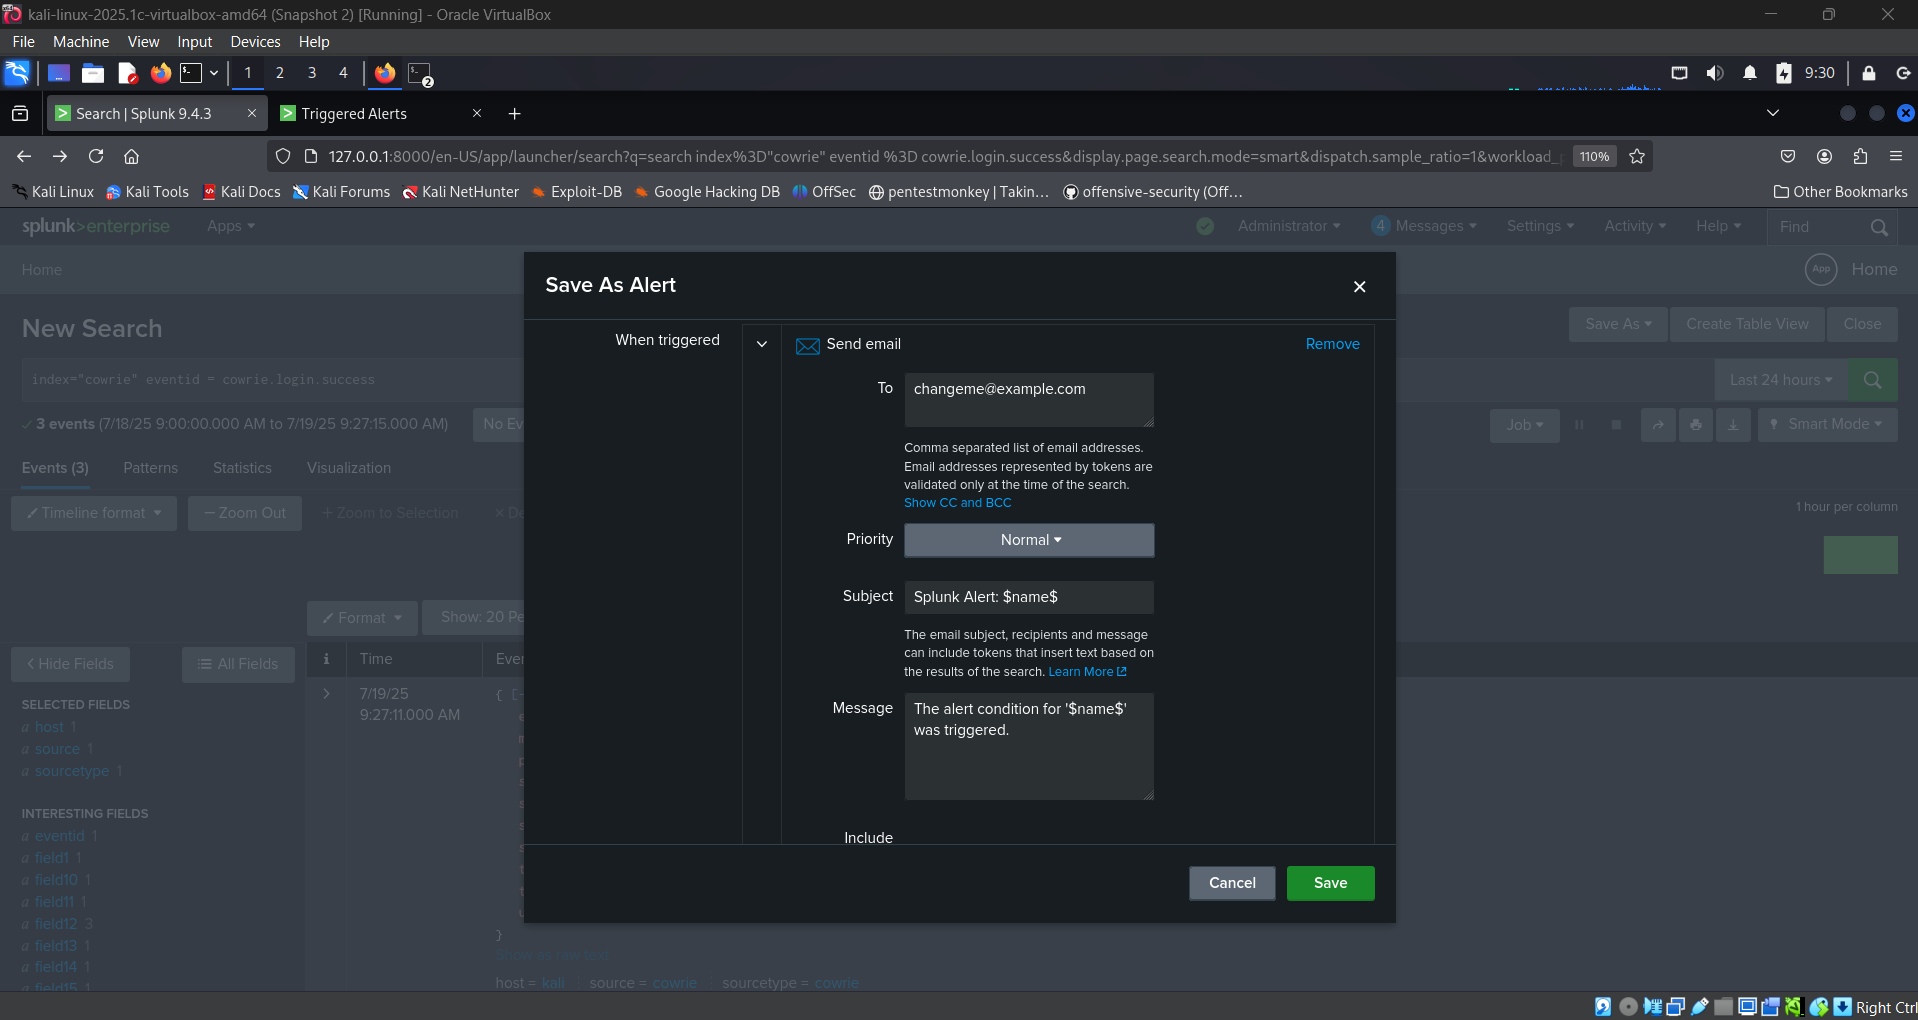 kali-linux-2025.1c-virtualbox-amd64 (Snapshot 2) [Running] - Oracle VirtualBox
File Machine View Input Devices Help
1 2 3 4 2 9:30
Search | Splunk 9.4.3 Triggered Alerts
127.0.0.1:8000/en-US/app/launcher/search?q=search index%3D"cowrie" eventid %3D cowrie.login.success&display.page.search.mode=smart&dispatch.sample_ratio=1&workload_ 110%
Kali Linux Kali Tools Kali Docs Kali Forums Kali NetHunter Exploit-DB Google Hacking DB OffSec pentestmonkey | Takin… offensive-security (Off… Other Bookmarks
splunk>enterprise Apps Administrator 4 Messages Settings Activity Help Find
Home App Home
Save As Alert
New Search Save As Create Table View Close
When triggered Send email Remove
index="cowrie" eventid = cowrie.login.success Last 24 hours
To changeme@example.com
3 events (7/18/25 9:00:00.000 AM to 7/19/25 9:27:15.000 AM) No Ev Job Smart Mode
Comma separated list of email addresses.
Email addresses represented by tokens are
validated only at the time of the search.
Show CC and BCC
Events (3) Patterns Statistics Visualization
Timeline format Zoom Out + Zoom to Selection × De 1 hour per column
Priority Normal
Subject Splunk Alert: $name$
Format Show: 20 Pe
The email subject, recipients and message
can include tokens that insert text based on
the results of the search. Learn More
Hide Fields All Fields i Time Ever
Message The alert condition for '$name$'
was triggered.
7/19/25
9:27:11.000 AM
SELECTED FIELDS
a host 1
a source 1
a sourcetype 1
INTERESTING FIELDS
a eventid 1
a field1 1
a field10 1
a field11 1
a field12 3
a field13 1
a field14 1
a field15 1
Include
Cancel Save
{ [-
}
Show as raw text
host = kali source = cowrie sourcetype = cowrie
Right Ctrl